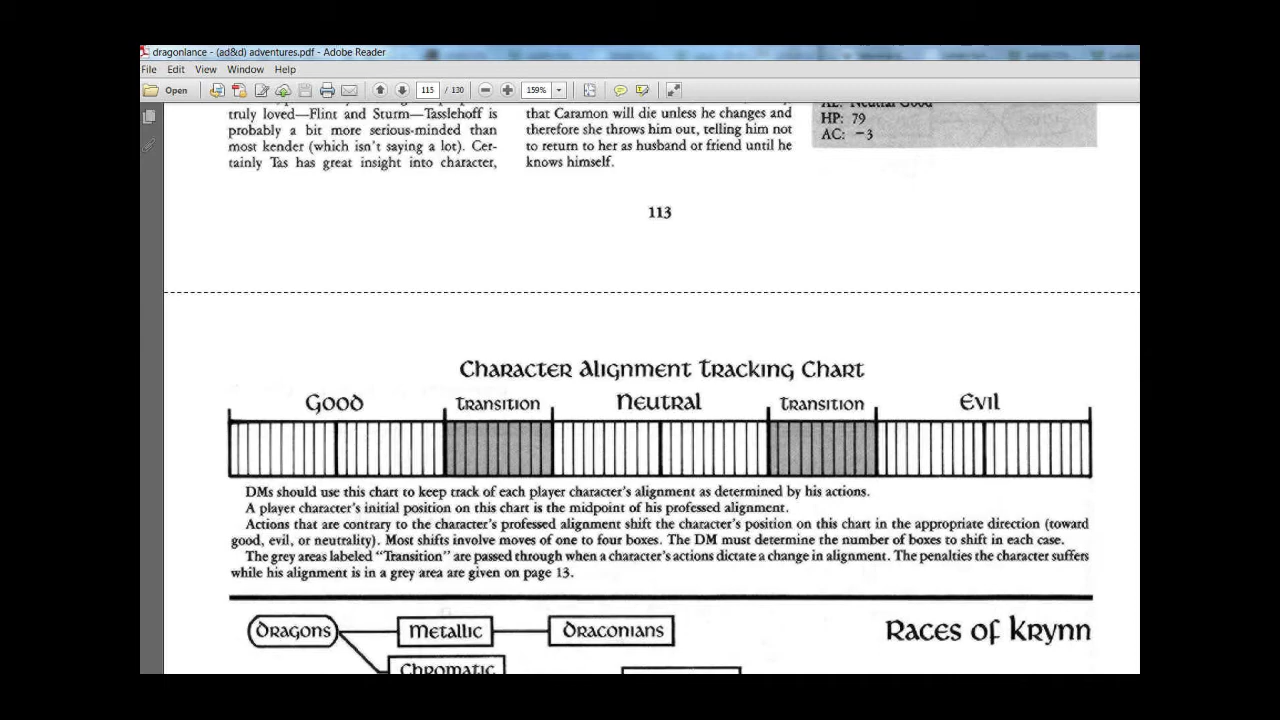 dragonlance - (ad&d) adventures.pdf - Adobe Reader
File Edit View Window Help
Open 115 / 130 159%
truly loved—Flint and Sturm—Tasslehoff is
probably a bit more serious-minded than
most kender (which isn't saying a lot). Cer-
tainly Tas has great insight into character,
that Caramon will die unless he changes and
therefore she throws him out, telling him not
to return to her as husband or friend until he
knows himself.
AL: Neutral Good
HP: 79
AC: −3
113
Character Alignment Tracking Chart
Good Transition Neutral Transition Evil
DMs should use this chart to keep track of each player character's alignment as determined by his actions.
A player character's initial position on this chart is the midpoint of his professed alignment.
Actions that are contrary to the character's professed alignment shift the character's position on this chart in the appropriate direction (toward
good, evil, or neutrality). Most shifts involve moves of one to four boxes. The DM must determine the number of boxes to shift in each case.
The grey areas labeled "Transition" are passed through when a character's actions dictate a change in alignment. The penalties the character suffers
while his alignment is in a grey area are given on page 13.
Dragons Metallic Draconians Races of Krynn
Chromatic